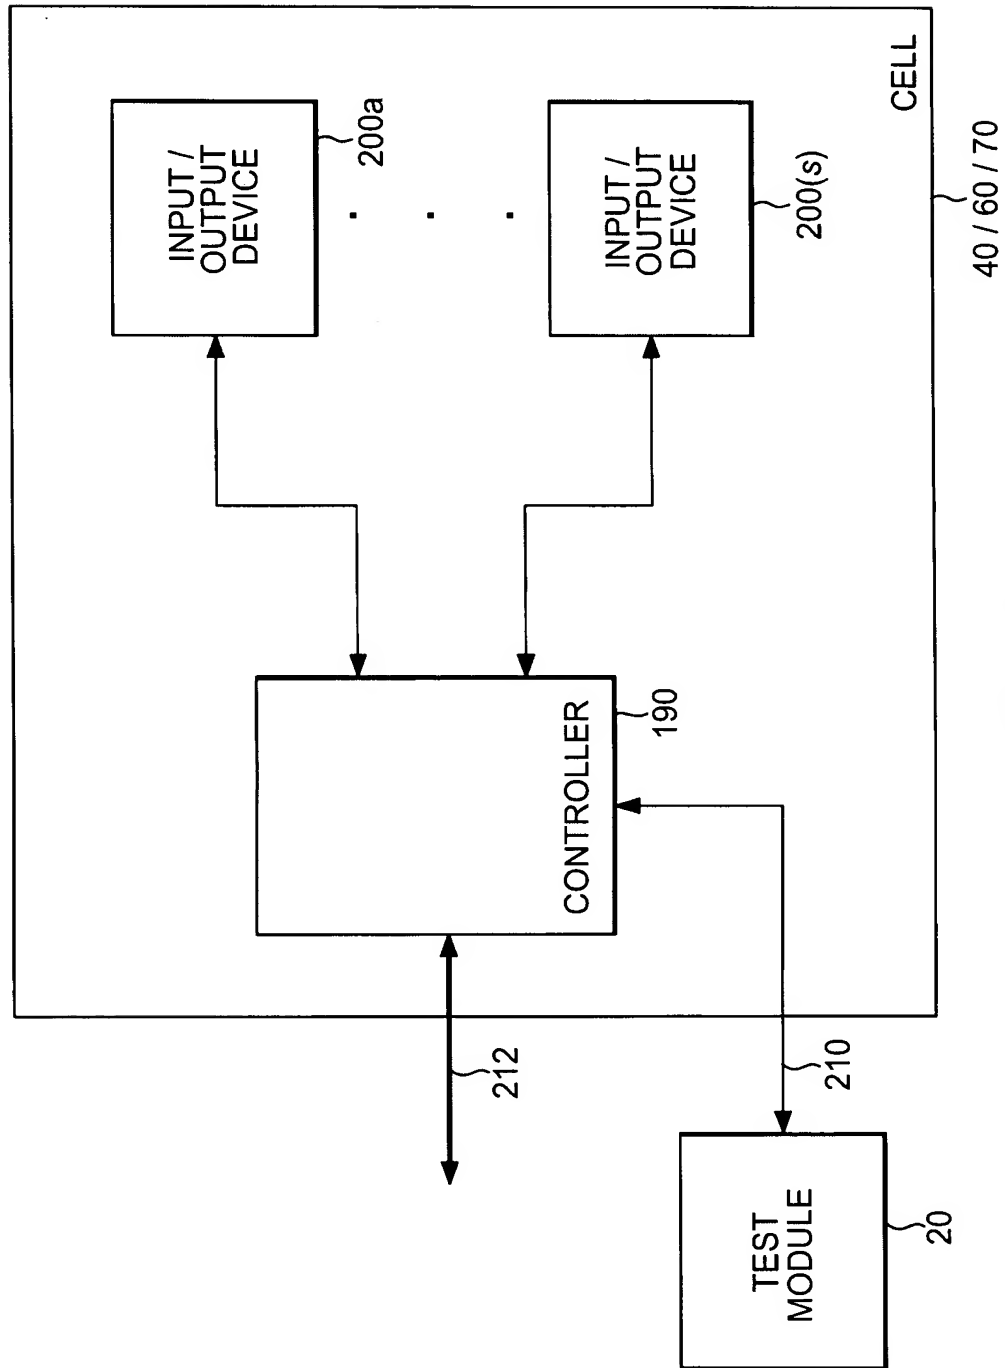 INPUT /
OUTPUT
DEVICE
200a
INPUT /
OUTPUT
DEVICE
200(s)
CELL
40 / 60 / 70
CONTROLLER
190
212
210
TEST
MODULE
20